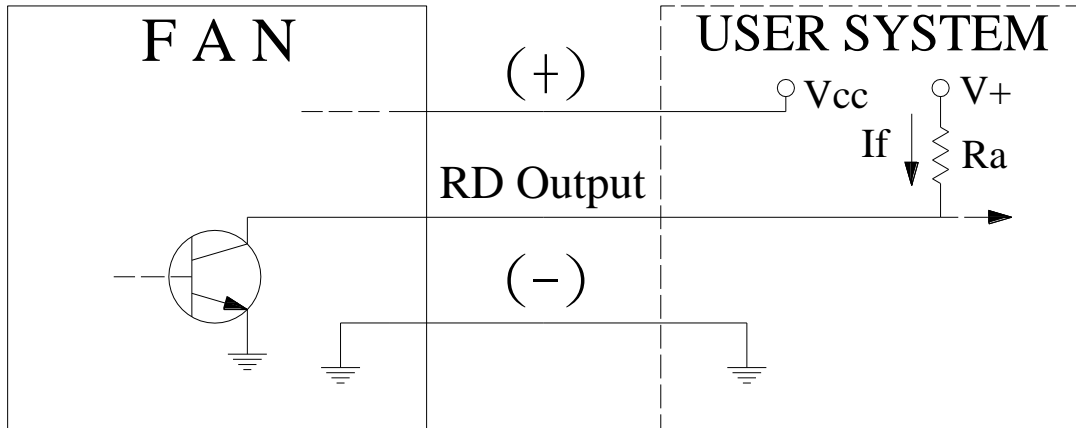 F A N
USER SYSTEM
(+)
Vcc
V+
If
Ra
RD Output
(-)